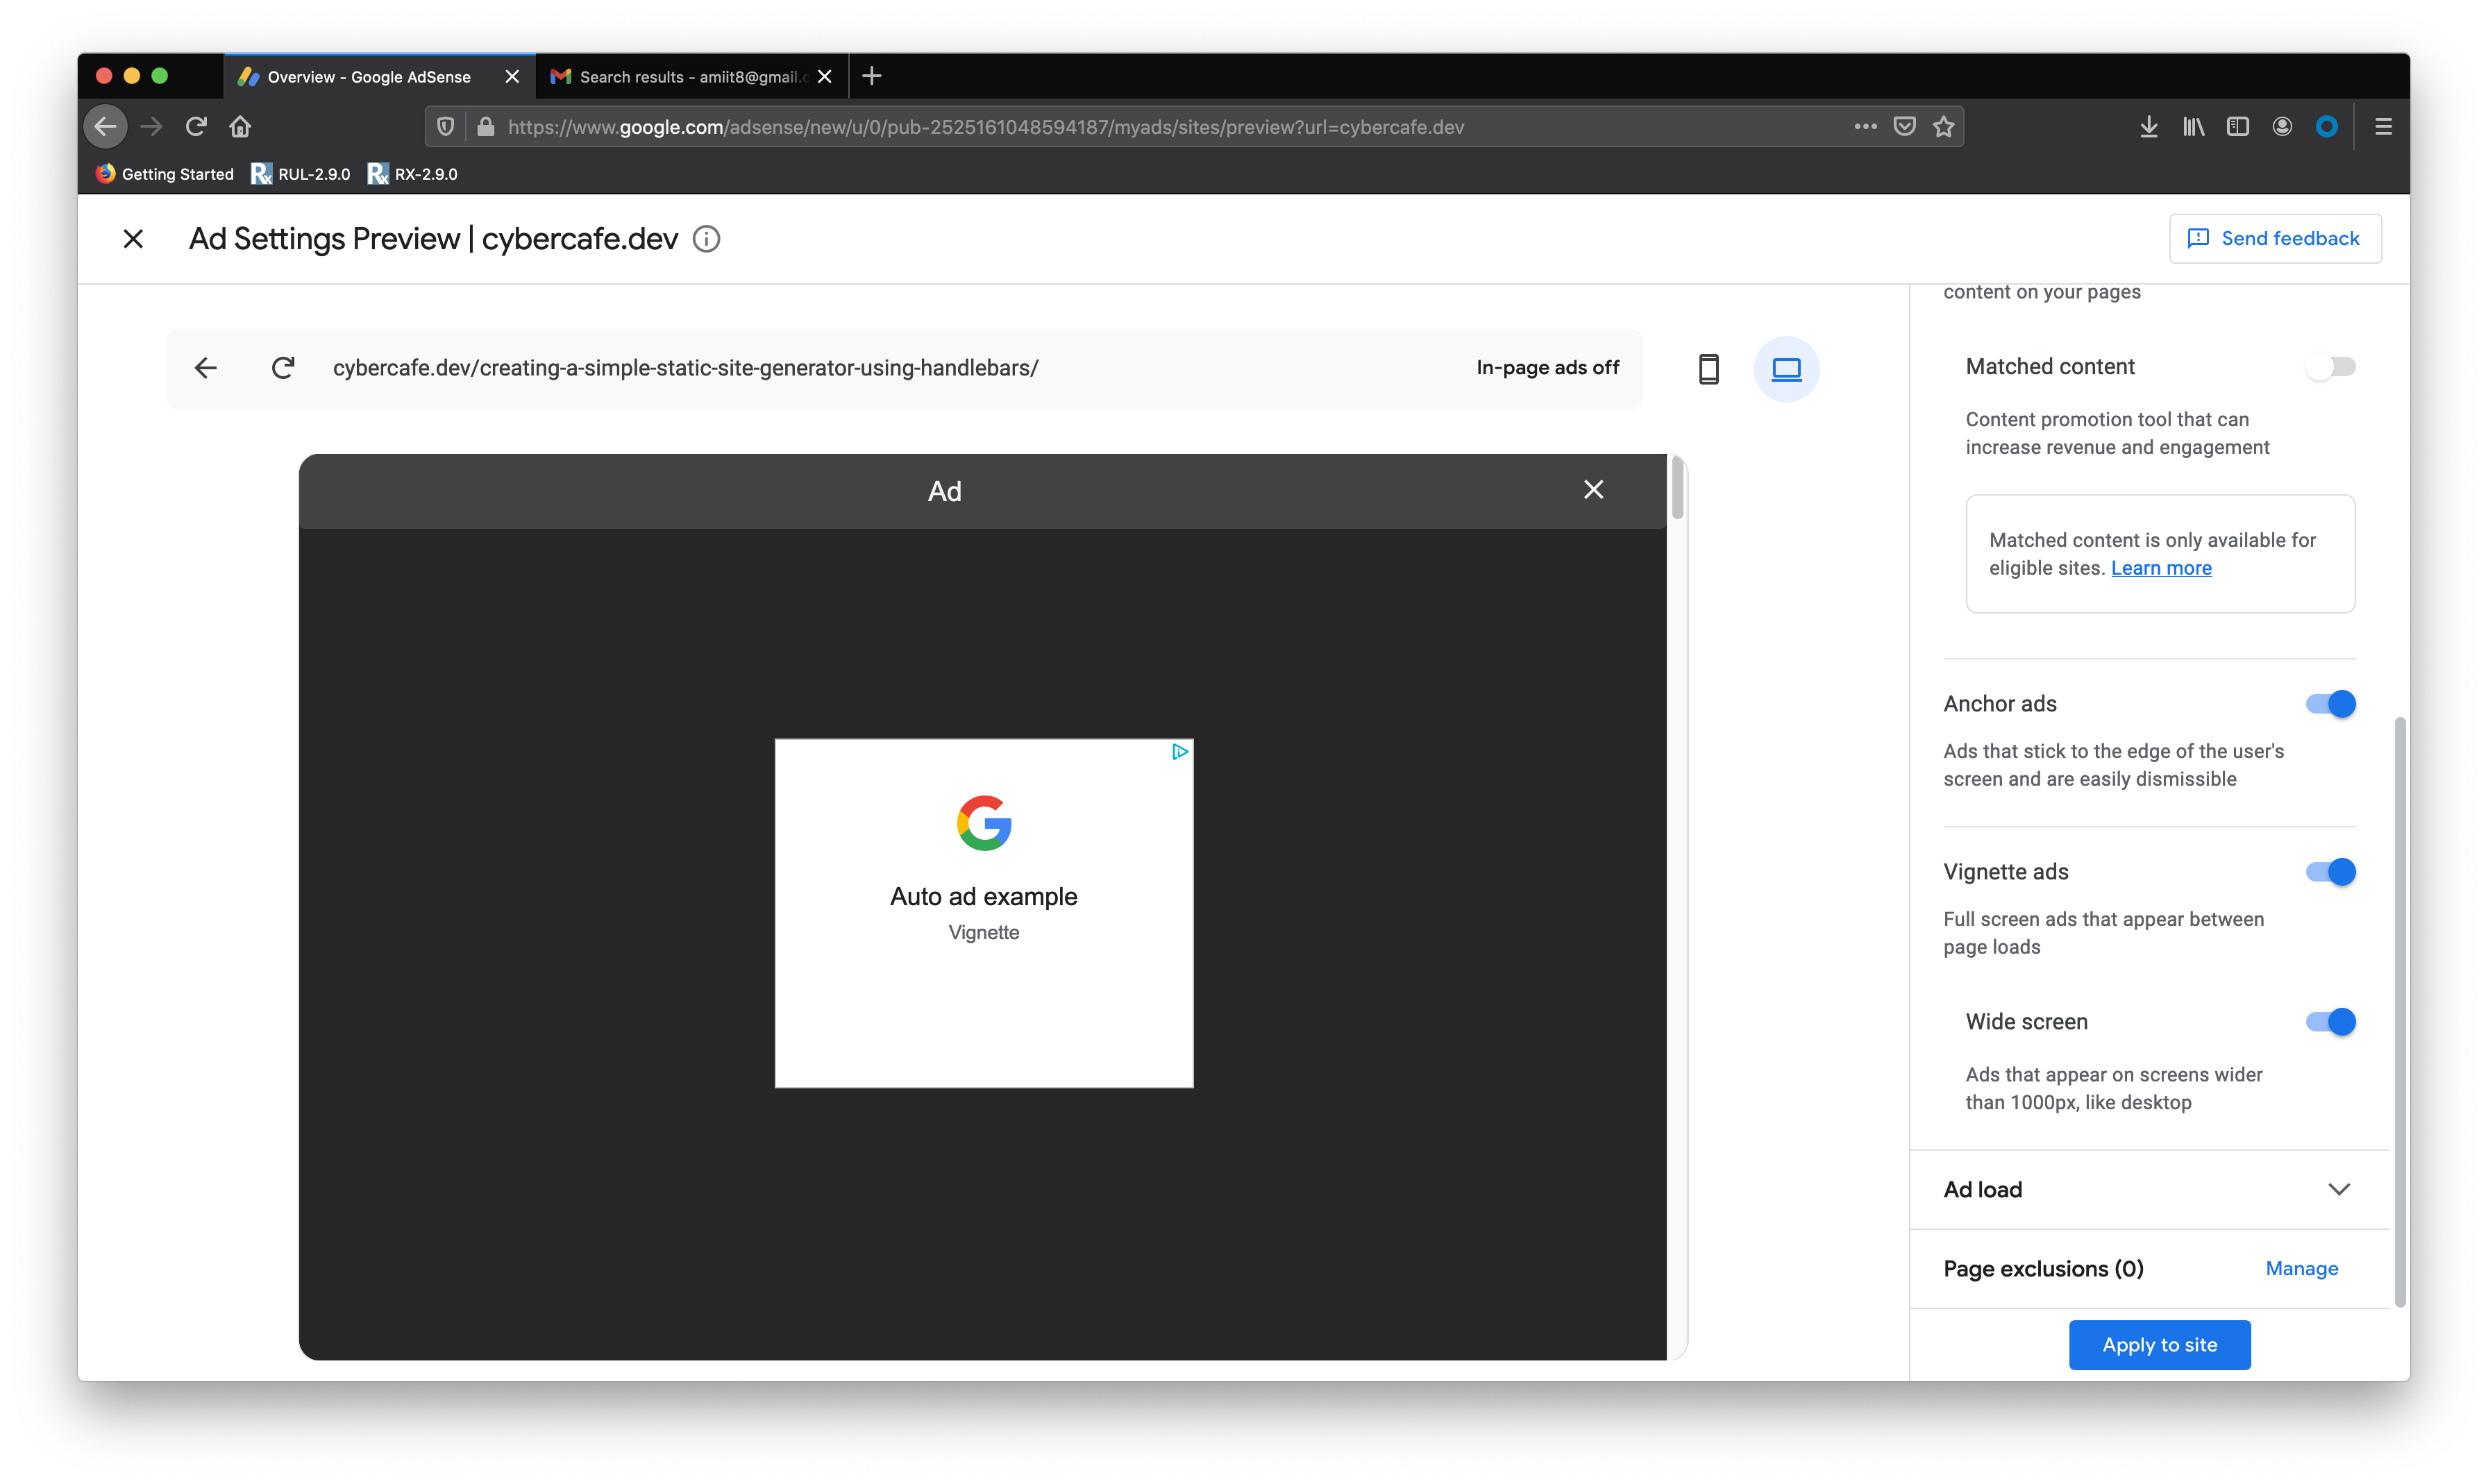 Overview - Google AdSense
Search results - amiit8@gmail.c
https://www.google.com/adsense/new/u/0/pub-2525161048594187/myads/sites/preview?url=cybercafe.dev
Getting Started
RUL-2.9.0
RX-2.9.0
Ad Settings Preview | cybercafe.dev
Send feedback
cybercafe.dev/creating-a-simple-static-site-generator-using-handlebars/
In-page ads off
Ad
Auto ad example
Vignette
content on your pages
Matched content
Content promotion tool that can
increase revenue and engagement
Matched content is only available for
eligible sites. Learn more
Anchor ads
Ads that stick to the edge of the user's
screen and are easily dismissible
Vignette ads
Full screen ads that appear between
page loads
Wide screen
Ads that appear on screens wider
than 1000px, like desktop
Ad load
Page exclusions (0)
Manage
Apply to site